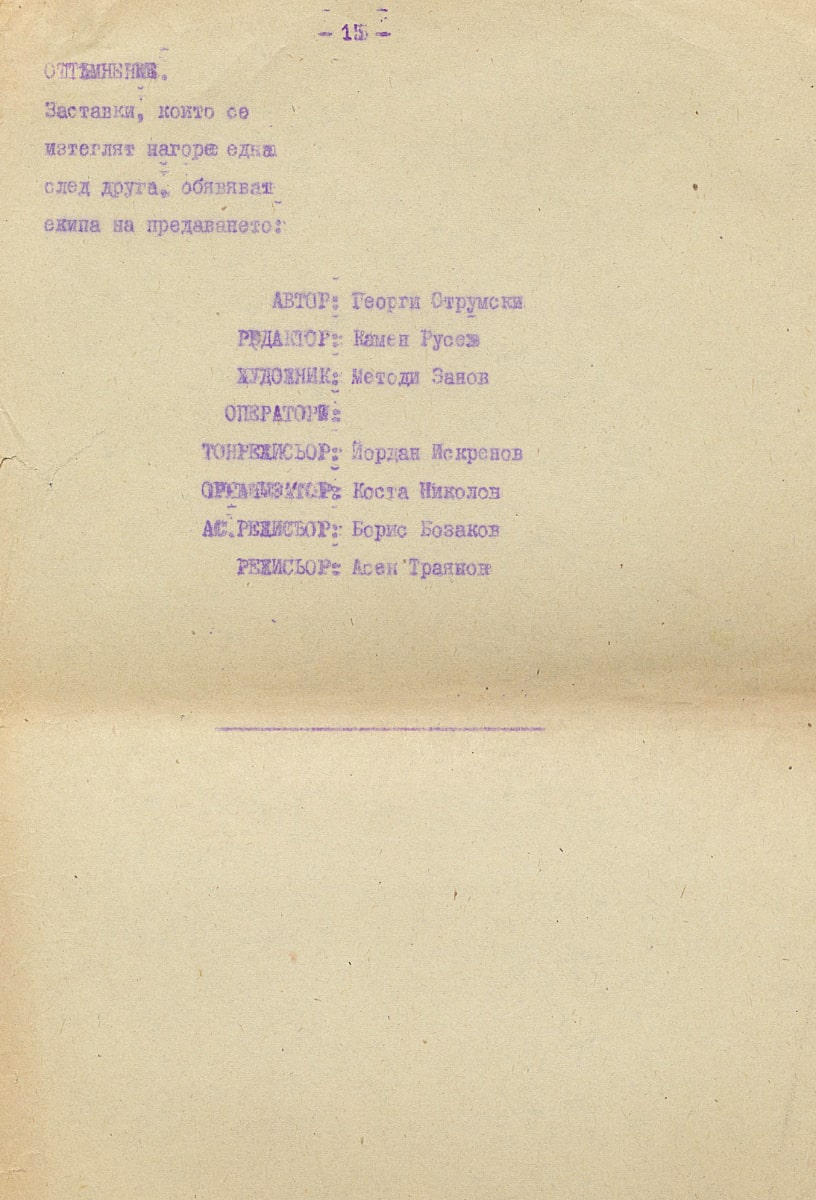 - 15 -
ОТТЪМНЕНИЕ.
Заставки, които се
изтеглят нагоре една
след друга, обявяват
екипа на предаването:
АВТОР: Георги Струмски
РЕДАКТОР: Камен Русев
ХУДОЖНИК: Методи Занов
ОПЕРАТОРИ:
ТОНРЕЖИСЬОР: Йордан Искренов
ОРГАНИЗАТОР: Коста Николов
АС.РЕЖИСЬОР: Борис Бозаков
РЕЖИСЬОР: Асен Траянов